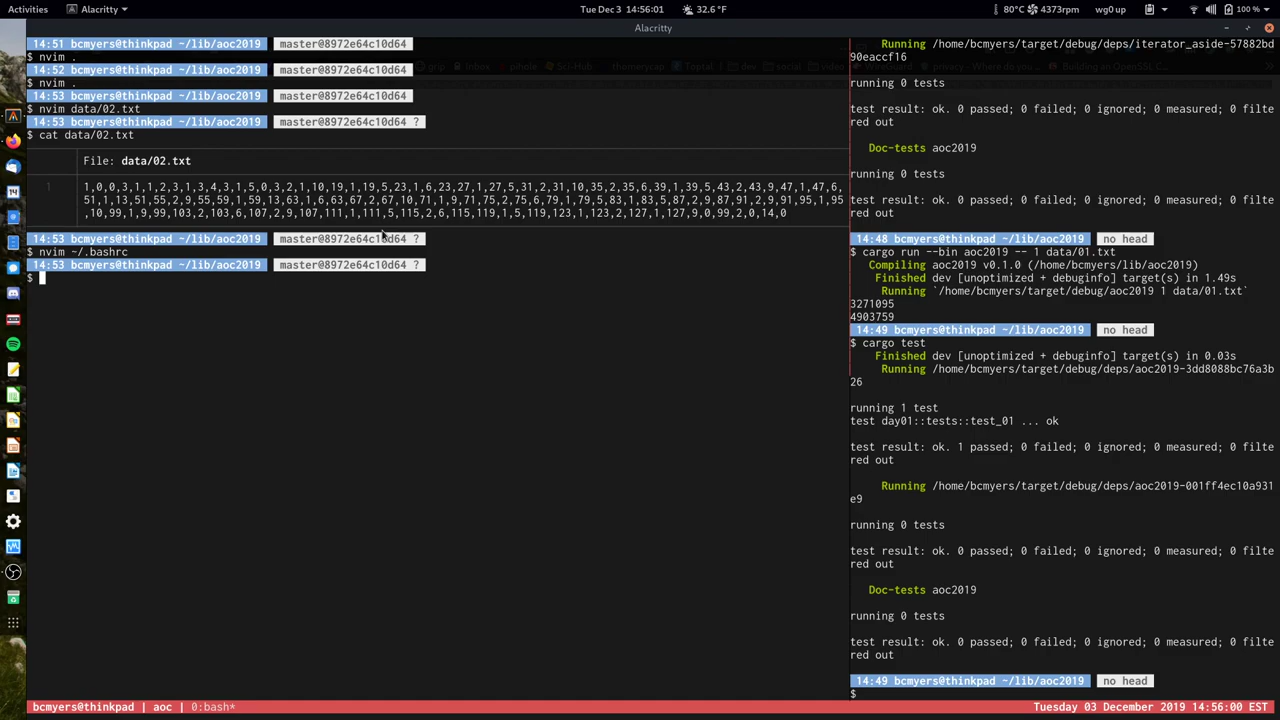 Activities
Alacritty
Tue Dec 3 14:56:01
32.6 °F
80°C
4373rpm
wg0 up
100 %
Alacritty
14:51 bcmyers@thinkpad ~/lib/aoc2019 master@8972e64c10d64
$ nvim .
14:52 bcmyers@thinkpad ~/lib/aoc2019 master@8972e64c10d64
$ nvim .
14:53 bcmyers@thinkpad ~/lib/aoc2019 master@8972e64c10d64
$ nvim data/02.txt
14:53 bcmyers@thinkpad ~/lib/aoc2019 master@8972e64c10d64 ?
$ cat data/02.txt
File: data/02.txt
1 1,0,0,3,1,1,2,3,1,3,4,3,1,5,0,3,2,1,10,19,1,19,5,23,1,6,23,27,1,27,5,31,2,31,10,35,2,35,6,39,1,39,5,43,2,43,9,47,1,47,6,
51,1,13,51,55,2,9,55,59,1,59,13,63,1,6,63,67,2,67,10,71,1,9,71,75,2,75,6,79,1,79,5,83,1,83,5,87,2,9,87,91,2,9,91,95,1,95
,10,99,1,9,99,103,2,103,6,107,2,9,107,111,1,111,5,115,2,6,115,119,1,5,119,123,1,123,2,127,1,127,9,0,99,2,0,14,0
14:53 bcmyers@thinkpad ~/lib/aoc2019 master@8972e64c10d64 ?
$ nvim ~/.bashrc
14:53 bcmyers@thinkpad ~/lib/aoc2019 master@8972e64c10d64 ?
$
Running /home/bcmyers/target/debug/deps/iterator_aside-57882bd
90eaccf16
running 0 tests
test result: ok. 0 passed; 0 failed; 0 ignored; 0 measured; 0 filte
red out
Doc-tests aoc2019
running 0 tests
test result: ok. 0 passed; 0 failed; 0 ignored; 0 measured; 0 filte
red out
14:48 bcmyers@thinkpad ~/lib/aoc2019 no head
$ cargo run --bin aoc2019 -- 1 data/01.txt
Compiling aoc2019 v0.1.0 (/home/bcmyers/lib/aoc2019)
Finished dev [unoptimized + debuginfo] target(s) in 1.49s
Running `/home/bcmyers/target/debug/aoc2019 1 data/01.txt`
3271095
4903759
14:49 bcmyers@thinkpad ~/lib/aoc2019 no head
$ cargo test
Finished dev [unoptimized + debuginfo] target(s) in 0.03s
Running /home/bcmyers/target/debug/deps/aoc2019-3dd8088bc76a3b
26
running 1 test
test day01::tests::test_01 ... ok
test result: ok. 1 passed; 0 failed; 0 ignored; 0 measured; 0 filte
red out
Running /home/bcmyers/target/debug/deps/aoc2019-001ff4ec10a931
e9
running 0 tests
test result: ok. 0 passed; 0 failed; 0 ignored; 0 measured; 0 filte
red out
Doc-tests aoc2019
running 0 tests
test result: ok. 0 passed; 0 failed; 0 ignored; 0 measured; 0 filte
red out
14:49 bcmyers@thinkpad ~/lib/aoc2019 no head
$
bcmyers@thinkpad | aoc | 0:bash*
Tuesday 03 December 2019 14:56:00 EST